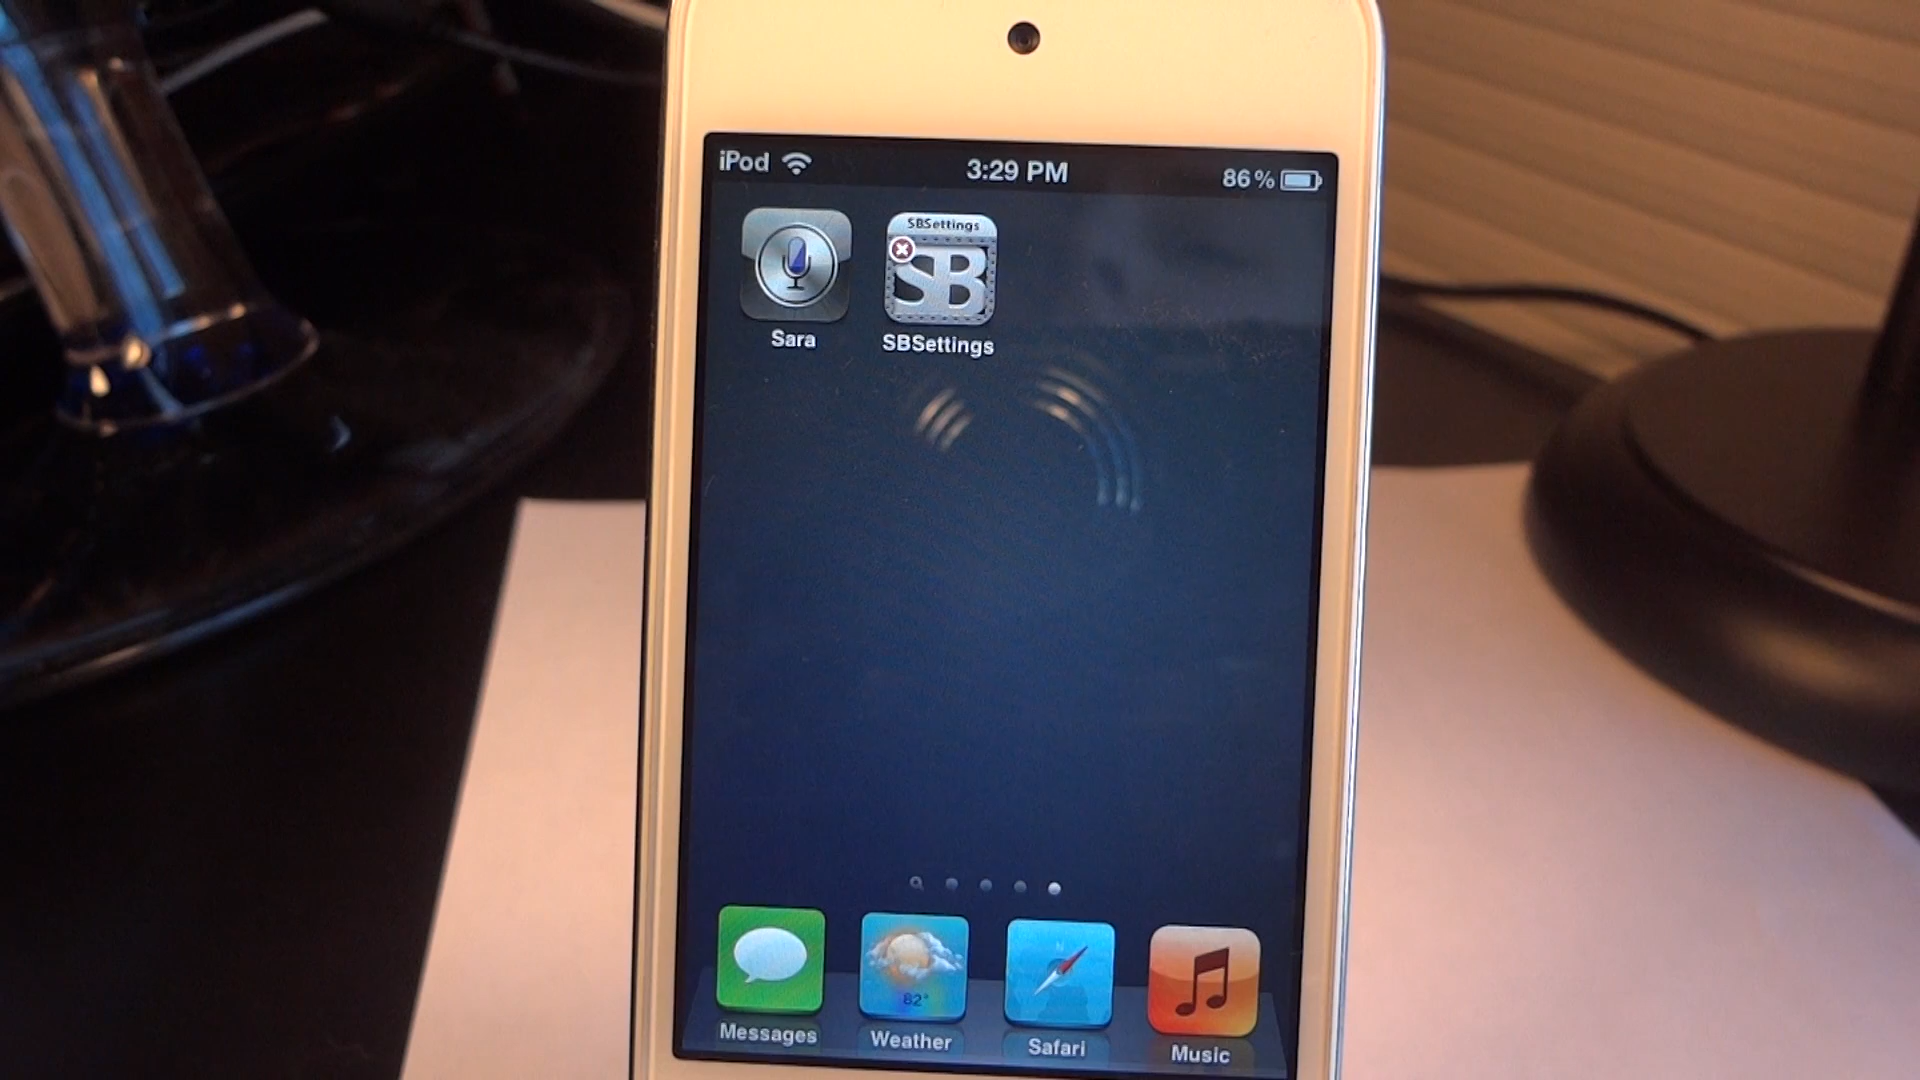 iPod 3:29 PM 86%
SBSettings
SB
Sara SBSettings
82°
N
Messages Weather Safari Music